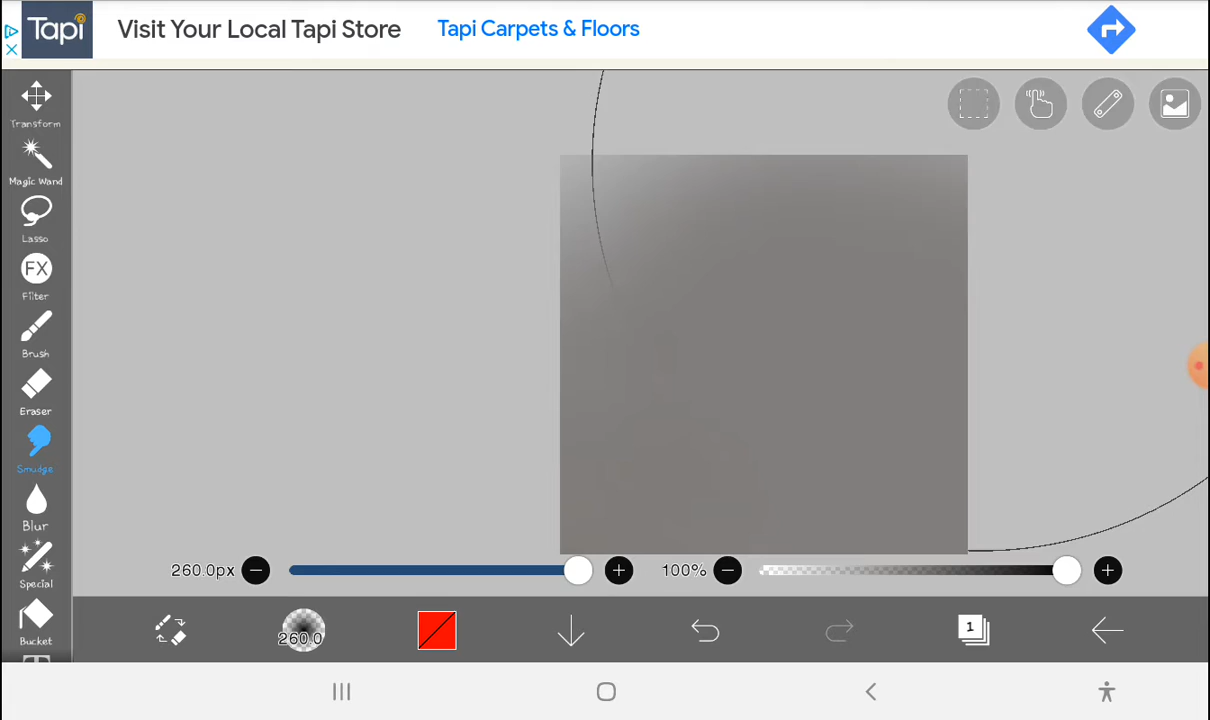 Tapi
Visit Your Local Tapi Store
Tapi Carpets & Floors
Transform
Magic Wand
Lasso
FX
Filter
Brush
Eraser
Smudge
Blur
Special
Bucket
260.0px
100%
260.0
1